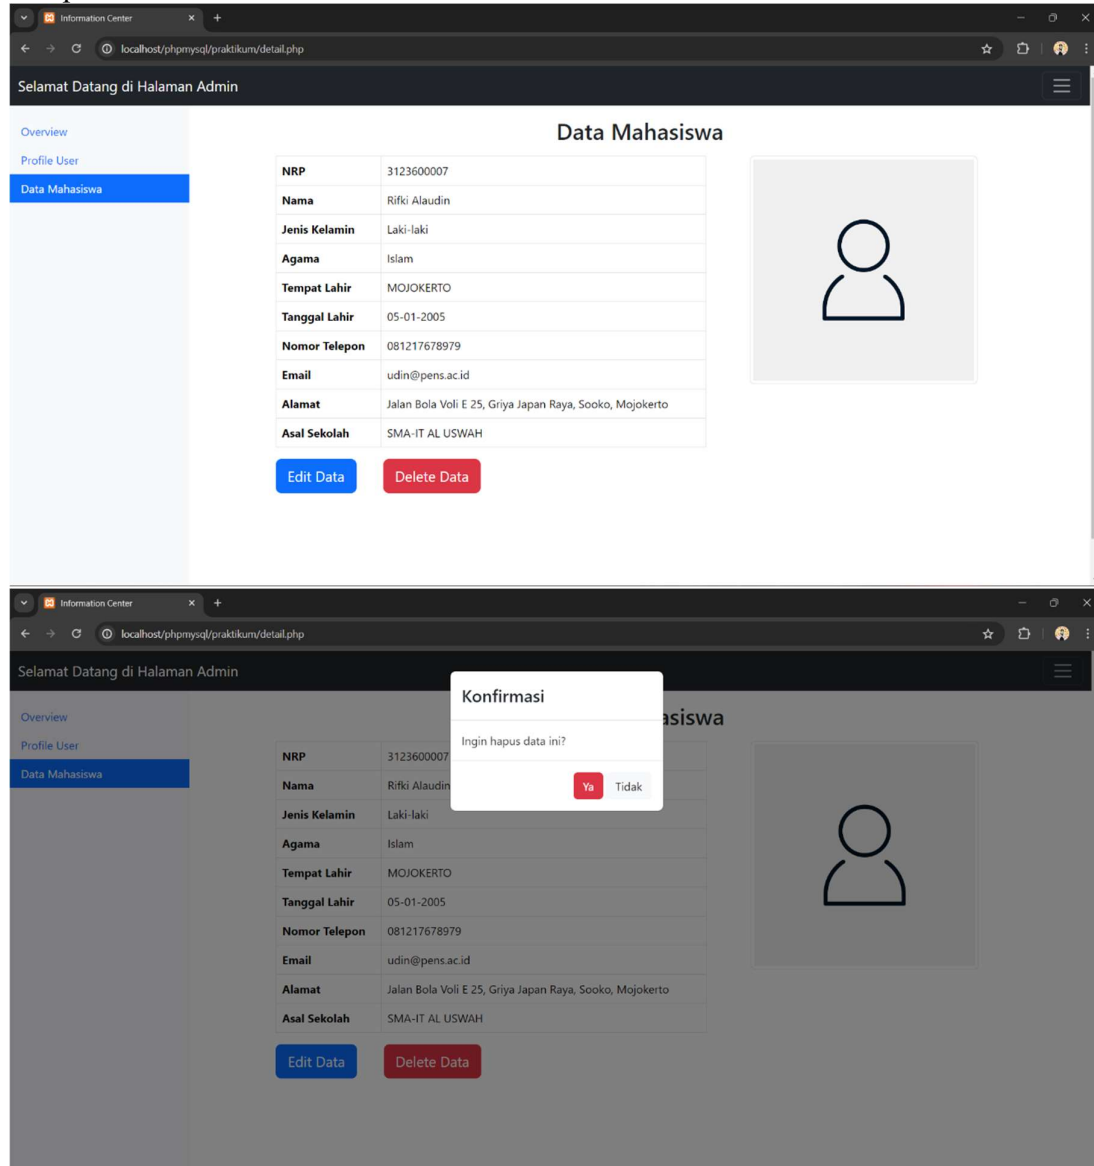 Information Center
localhost/phpmysql/praktikum/detail.php
Selamat Datang di Halaman Admin
Overview
Profile User
Data Mahasiswa
Data Mahasiswa
NRP 3123600007
Nama Rifki Alaudin
Jenis Kelamin Laki-laki
Agama Islam
Tempat Lahir MOJOKERTO
Tanggal Lahir 05-01-2005
Nomor Telepon 081217678979
Email udin@pens.ac.id
Alamat Jalan Bola Voli E 25, Griya Japan Raya, Sooko, Mojokerto
Asal Sekolah SMA-IT AL USWAH
Edit Data Delete Data
Information Center
localhost/phpmysql/praktikum/detail.php
Selamat Datang di Halaman Admin
Overview
Profile User
Data Mahasiswa
Konfirmasi
Ingin hapus data ini?
Ya Tidak
asiswa
NRP 3123600007
Nama Rifki Alaudin
Jenis Kelamin Laki-laki
Agama Islam
Tempat Lahir MOJOKERTO
Tanggal Lahir 05-01-2005
Nomor Telepon 081217678979
Email udin@pens.ac.id
Alamat Jalan Bola Voli E 25, Griya Japan Raya, Sooko, Mojokerto
Asal Sekolah SMA-IT AL USWAH
Edit Data Delete Data